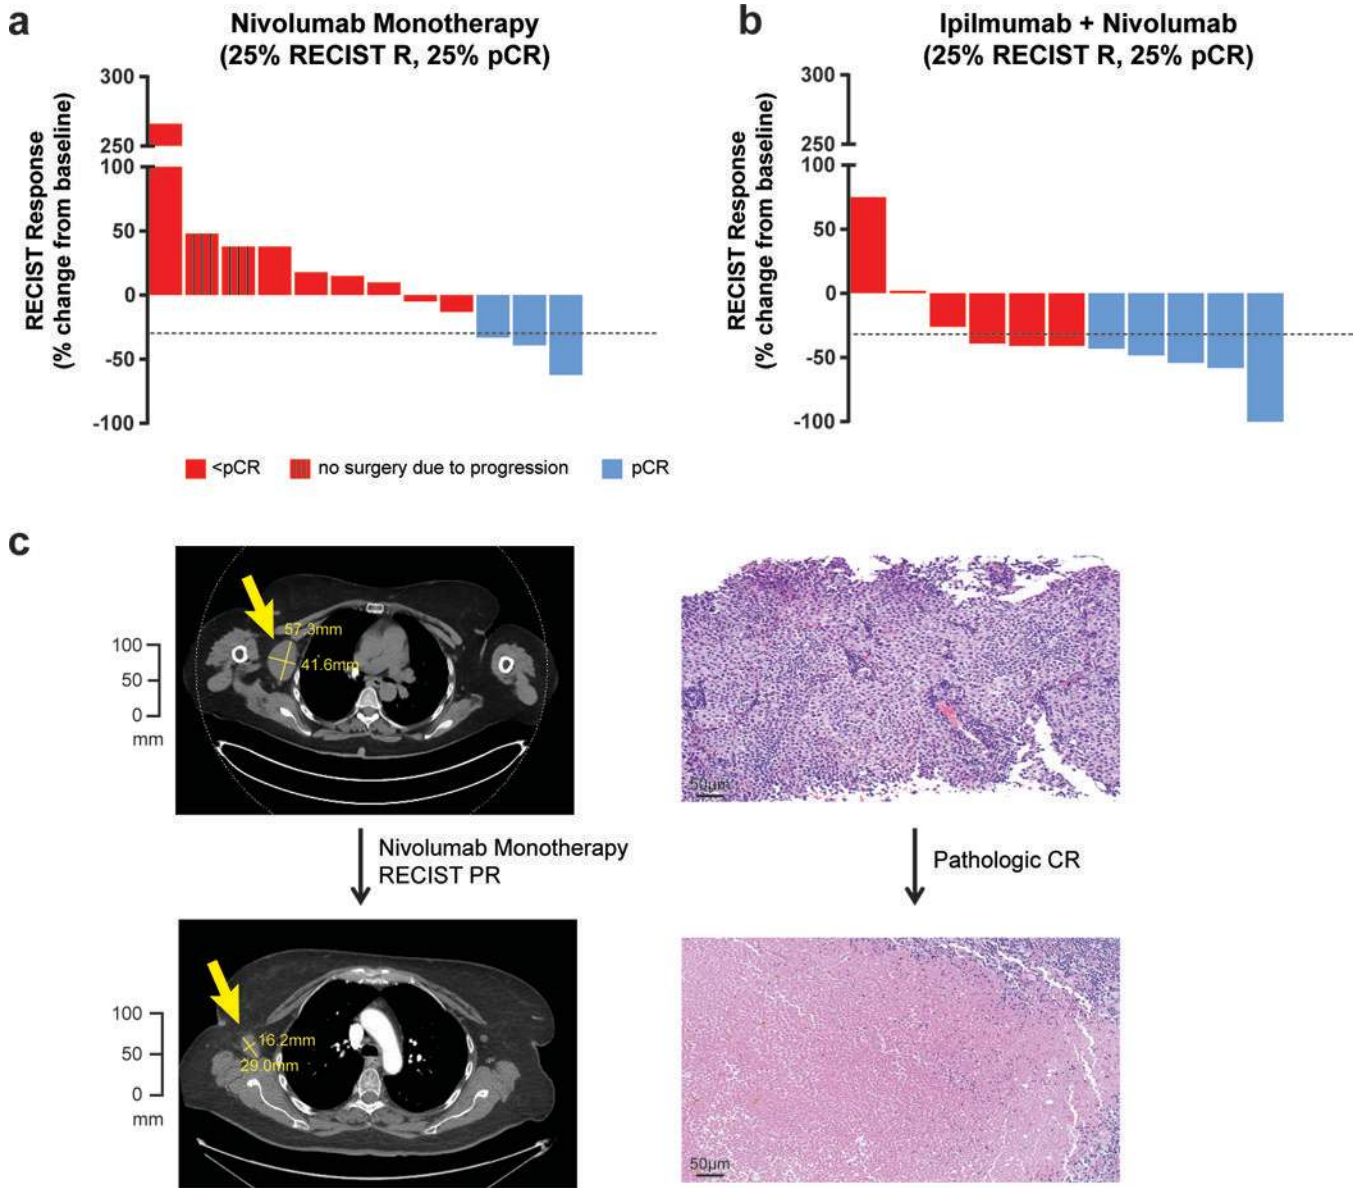 a
Nivolumab Monotherapy
(25% RECIST R, 25% pCR)
RECIST Response
(% change from baseline)
300
250
100
50
0
-50
-100
b
Ipilmumab + Nivolumab
(25% RECIST R, 25% pCR)
RECIST Response
(% change from baseline)
300
250
100
50
0
-50
-100
<pCR
no surgery due to progression
pCR
c
100
50
0
mm
57.3mm
41.6mm
50µm
Nivolumab Monotherapy
RECIST PR
Pathologic CR
100
50
0
mm
16.2mm
29.0mm
50µm